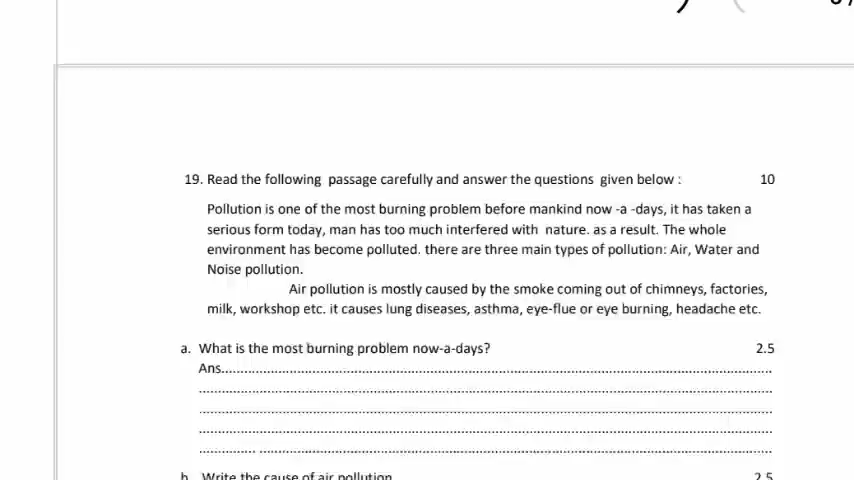 19. Read the following passage carefully and answer the questions given below : 10
Pollution is one of the most burning problem before mankind now -a -days, it has taken a
serious form today, man has too much interfered with nature. as a result. The whole
environment has become polluted. there are three main types of pollution: Air, Water and
Noise pollution.
Air pollution is mostly caused by the smoke coming out of chimneys, factories,
milk, workshop etc. it causes lung diseases, asthma, eye-flue or eye burning, headache etc.
a. What is the most burning problem now-a-days? 2.5
Ans....................................................................................................
....................................................................................................
....................................................................................................
....................................................................................................
.............. ....................................................................................
b. Write the cause of air pollution 2.5